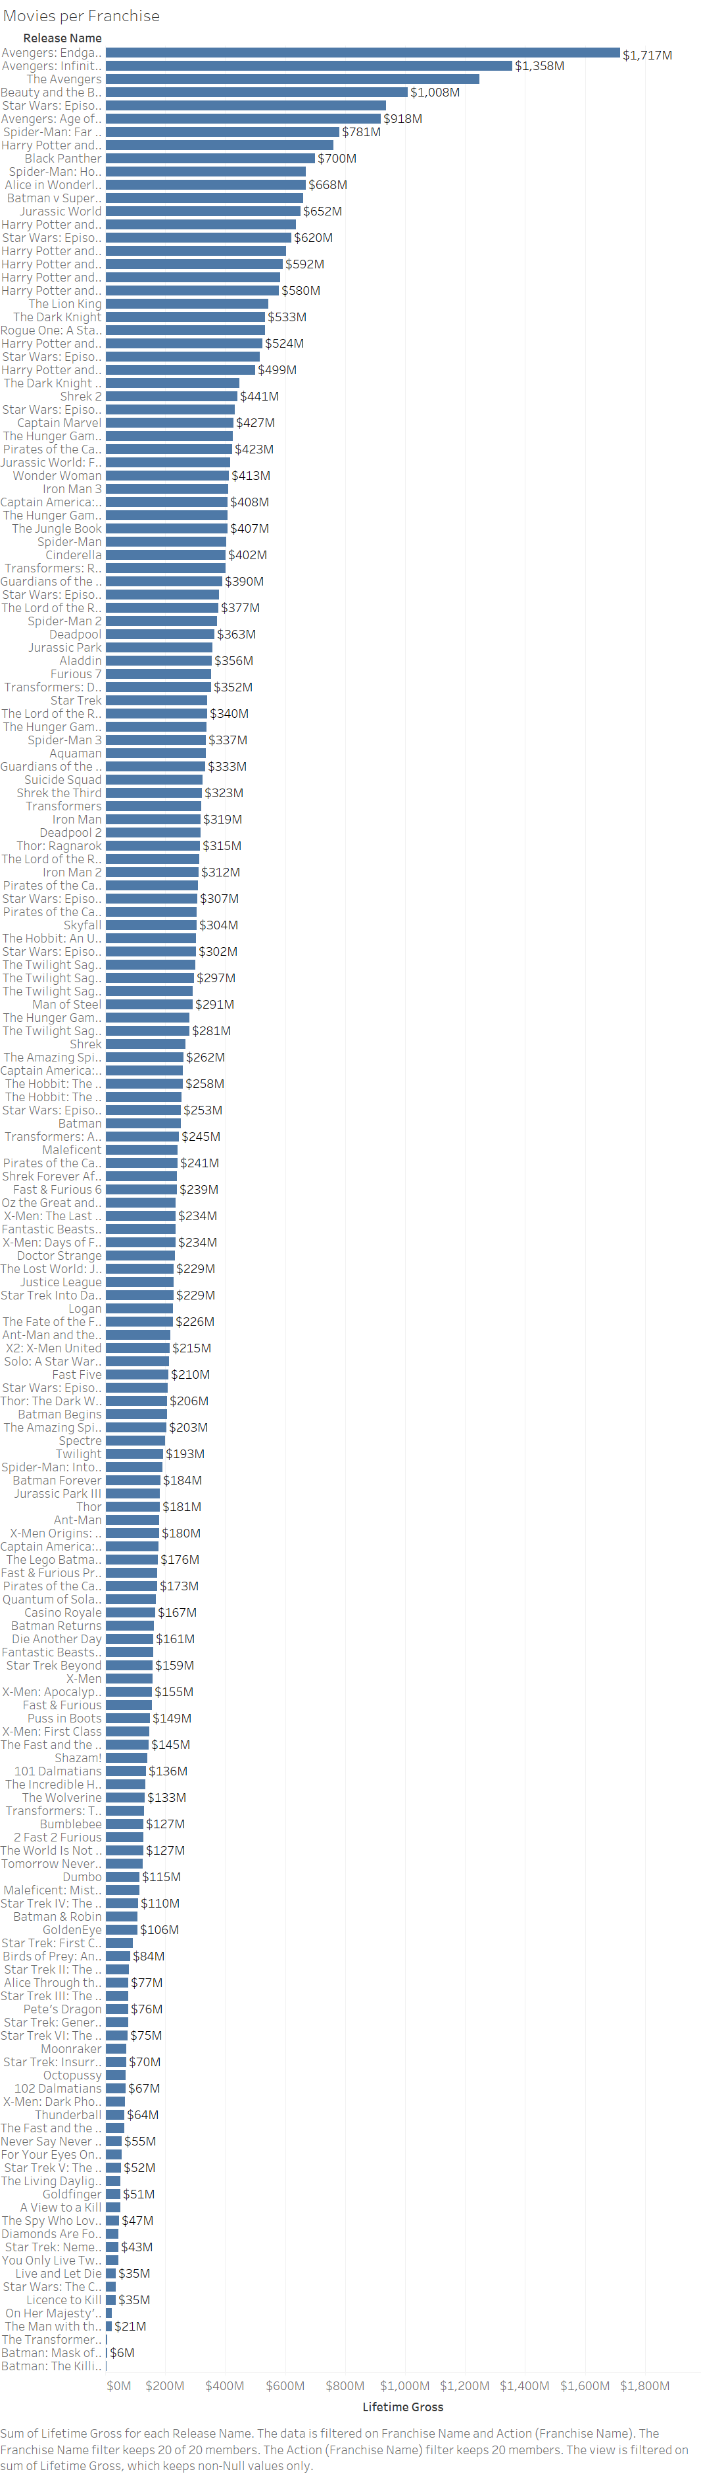 Movies per Franchise
Release Name
Avengers: Endga.. $1,717M
Avengers: Infinit.. $1,358M
The Avengers
Beauty and the B.. $1,008M
Star Wars: Episo..
Avengers: Age of.. $918M
Spider-Man: Far .. $781M
Harry Potter and..
Black Panther $700M
Spider-Man: Ho..
Alice in Wonderl.. $668M
Batman v Super..
Jurassic World $652M
Harry Potter and..
Star Wars: Episo.. $620M
Harry Potter and..
Harry Potter and.. $592M
Harry Potter and..
Harry Potter and.. $580M
The Lion King
The Dark Knight $533M
Rogue One: A Sta..
Harry Potter and.. $524M
Star Wars: Episo..
Harry Potter and.. $499M
The Dark Knight ..
Shrek 2 $441M
Star Wars: Episo..
Captain Marvel $427M
The Hunger Gam..
Pirates of the Ca.. $423M
Jurassic World: F..
Wonder Woman $413M
Iron Man 3
Captain America:.. $408M
The Hunger Gam..
The Jungle Book $407M
Spider-Man
Cinderella $402M
Transformers: R..
Guardians of the .. $390M
Star Wars: Episo..
The Lord of the R.. $377M
Spider-Man 2
Deadpool $363M
Jurassic Park
Aladdin $356M
Furious 7
Transformers: D.. $352M
Star Trek
The Lord of the R.. $340M
The Hunger Gam..
Spider-Man 3 $337M
Aquaman
Guardians of the .. $333M
Suicide Squad
Shrek the Third $323M
Transformers
Iron Man $319M
Deadpool 2
Thor: Ragnarok $315M
The Lord of the R..
Iron Man 2 $312M
Pirates of the Ca..
Star Wars: Episo.. $307M
Pirates of the Ca..
Skyfall $304M
The Hobbit: An U..
Star Wars: Episo.. $302M
The Twilight Sag..
The Twilight Sag.. $297M
The Twilight Sag..
Man of Steel $291M
The Hunger Gam..
The Twilight Sag.. $281M
Shrek
The Amazing Spi.. $262M
Captain America:..
The Hobbit: The .. $258M
The Hobbit: The ..
Star Wars: Episo.. $253M
Batman
Transformers: A.. $245M
Maleficent
Pirates of the Ca.. $241M
Shrek Forever Af..
Fast & Furious 6 $239M
Oz the Great and..
X-Men: The Last .. $234M
Fantastic Beasts..
X-Men: Days of F.. $234M
Doctor Strange
The Lost World: J.. $229M
Justice League
Star Trek Into Da.. $229M
Logan
The Fate of the F.. $226M
Ant-Man and the..
X2: X-Men United $215M
Solo: A Star War..
Fast Five $210M
Star Wars: Episo..
Thor: The Dark W.. $206M
Batman Begins
The Amazing Spi.. $203M
Spectre
Twilight $193M
Spider-Man: Into..
Batman Forever $184M
Jurassic Park III
Thor $181M
Ant-Man
X-Men Origins: .. $180M
Captain America:..
The Lego Batma.. $176M
Fast & Furious Pr..
Pirates of the Ca.. $173M
Quantum of Sola..
Casino Royale $167M
Batman Returns
Die Another Day $161M
Fantastic Beasts..
Star Trek Beyond $159M
X-Men
X-Men: Apocalyp.. $155M
Fast & Furious
Puss in Boots $149M
X-Men: First Class
The Fast and the .. $145M
Shazam!
101 Dalmatians $136M
The Incredible H..
The Wolverine $133M
Transformers: T..
Bumblebee $127M
2 Fast 2 Furious
The World Is Not .. $127M
Tomorrow Never..
Dumbo $115M
Maleficent: Mist..
Star Trek IV: The .. $110M
Batman & Robin
GoldenEye $106M
Star Trek: First C..
Birds of Prey: An.. $84M
Star Trek II: The ..
Alice Through th.. $77M
Star Trek III: The ..
Pete's Dragon $76M
Star Trek: Gener..
Star Trek VI: The .. $75M
Moonraker
Star Trek: Insurr.. $70M
Octopussy
102 Dalmatians $67M
X-Men: Dark Pho..
Thunderball $64M
The Fast and the ..
Never Say Never .. $55M
For Your Eyes On..
Star Trek V: The .. $52M
The Living Daylig..
Goldfinger $51M
A View to a Kill
The Spy Who Lov.. $47M
Diamonds Are Fo..
Star Trek: Neme.. $43M
You Only Live Tw..
Live and Let Die $35M
Star Wars: The C..
Licence to Kill $35M
On Her Majesty'..
The Man with th.. $21M
The Transformer..
Batman: Mask of.. $6M
Batman: The Killi..
$0M $200M $400M $600M $800M $1,000M $1,200M $1,400M $1,600M $1,800M
Lifetime Gross
Sum of Lifetime Gross for each Release Name. The data is filtered on Franchise Name and Action (Franchise Name). The
Franchise Name filter keeps 20 of 20 members. The Action (Franchise Name) filter keeps 20 members. The view is filtered on
sum of Lifetime Gross, which keeps non-Null values only.